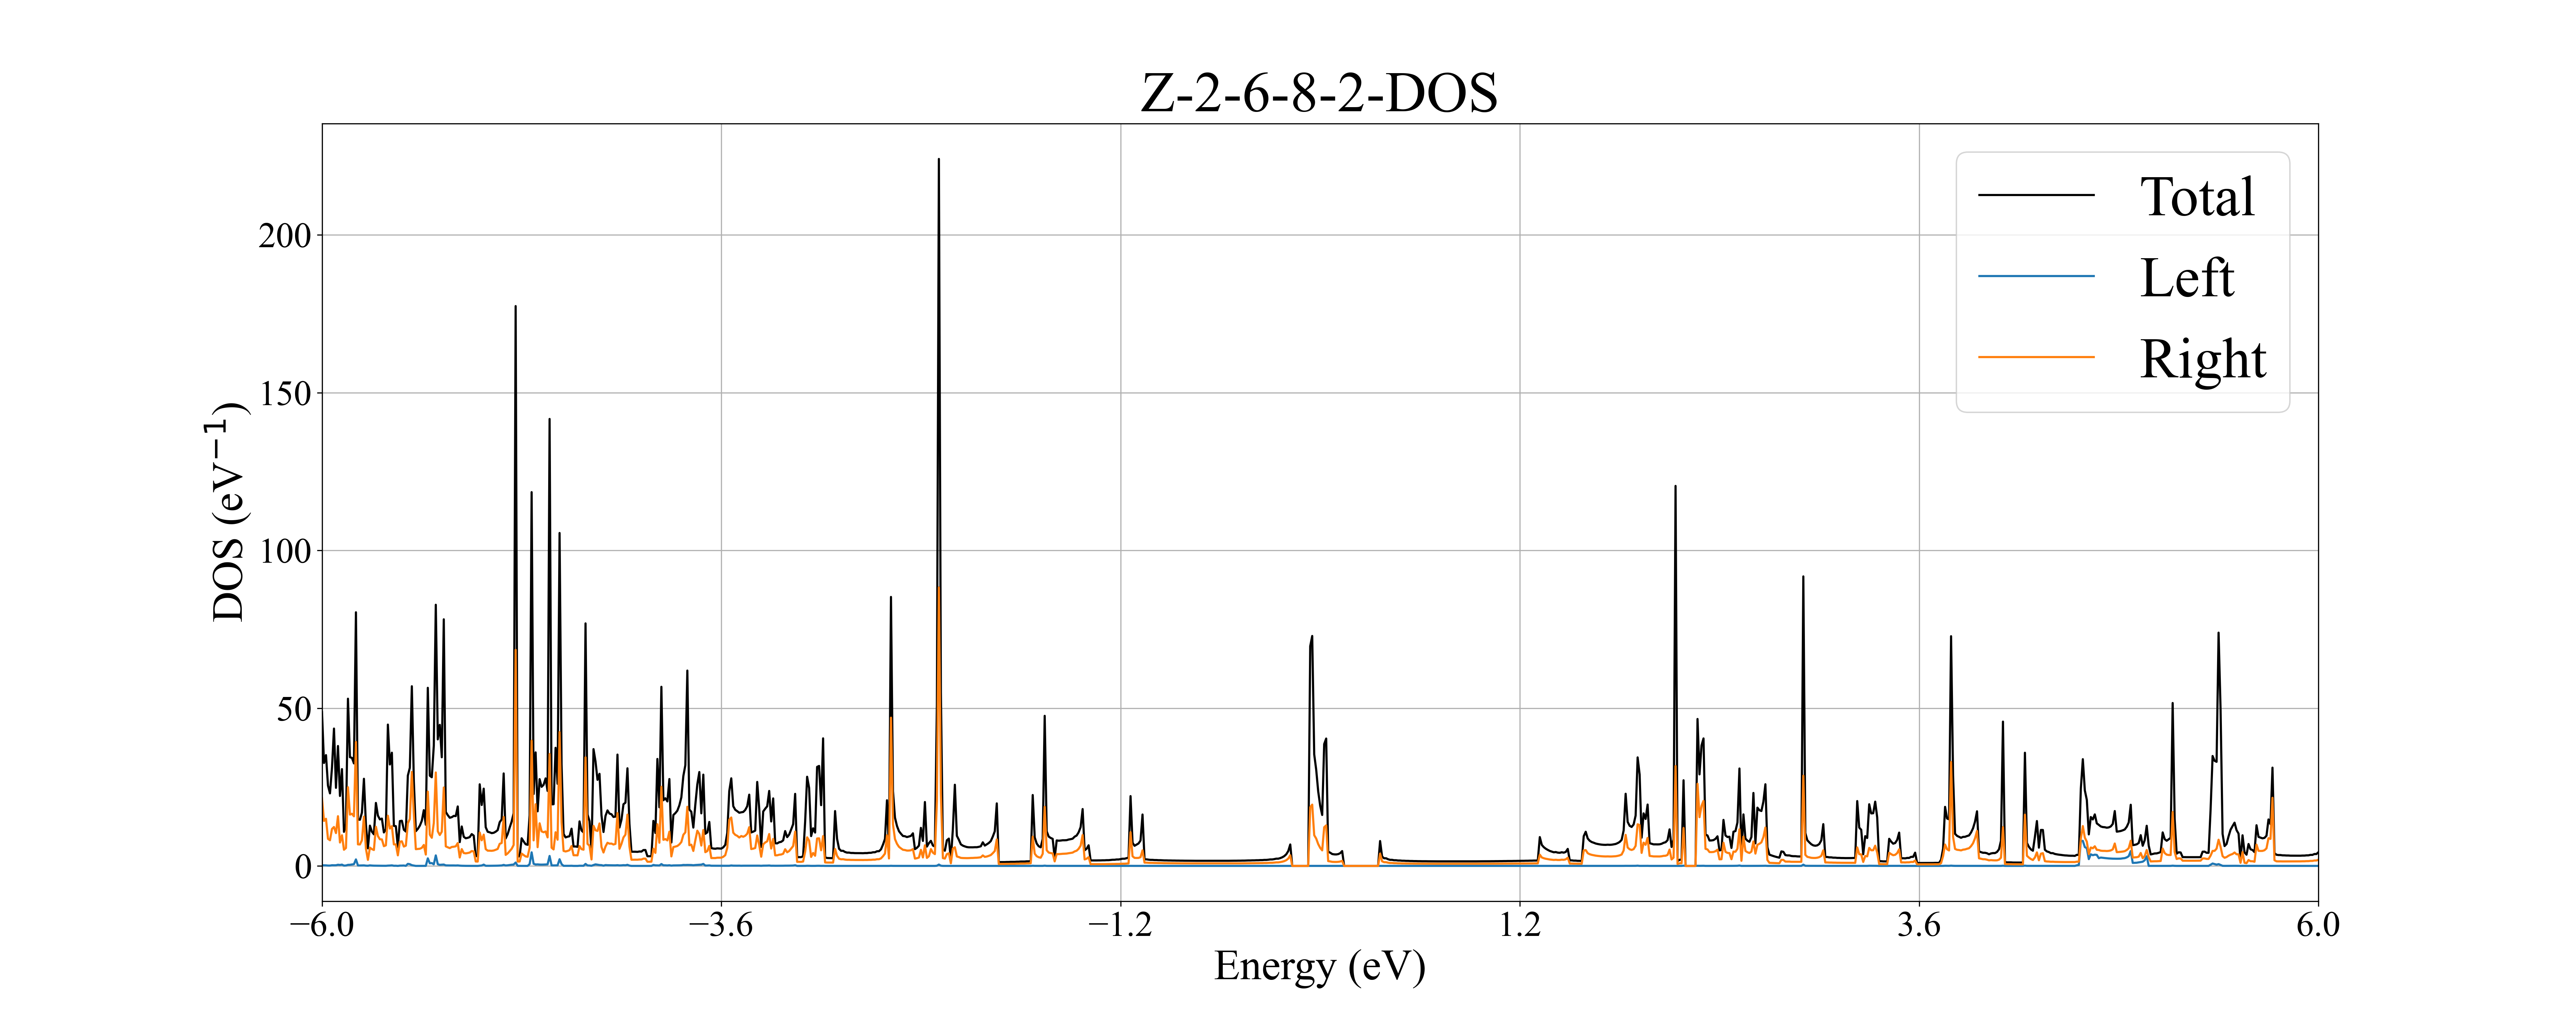 Z-2-6-8-2-DOS
Total
Left
Right
DOS (eV⁻¹)
200
150
100
50
0
−6.0 −3.6 −1.2 1.2 3.6 6.0
Energy (eV)